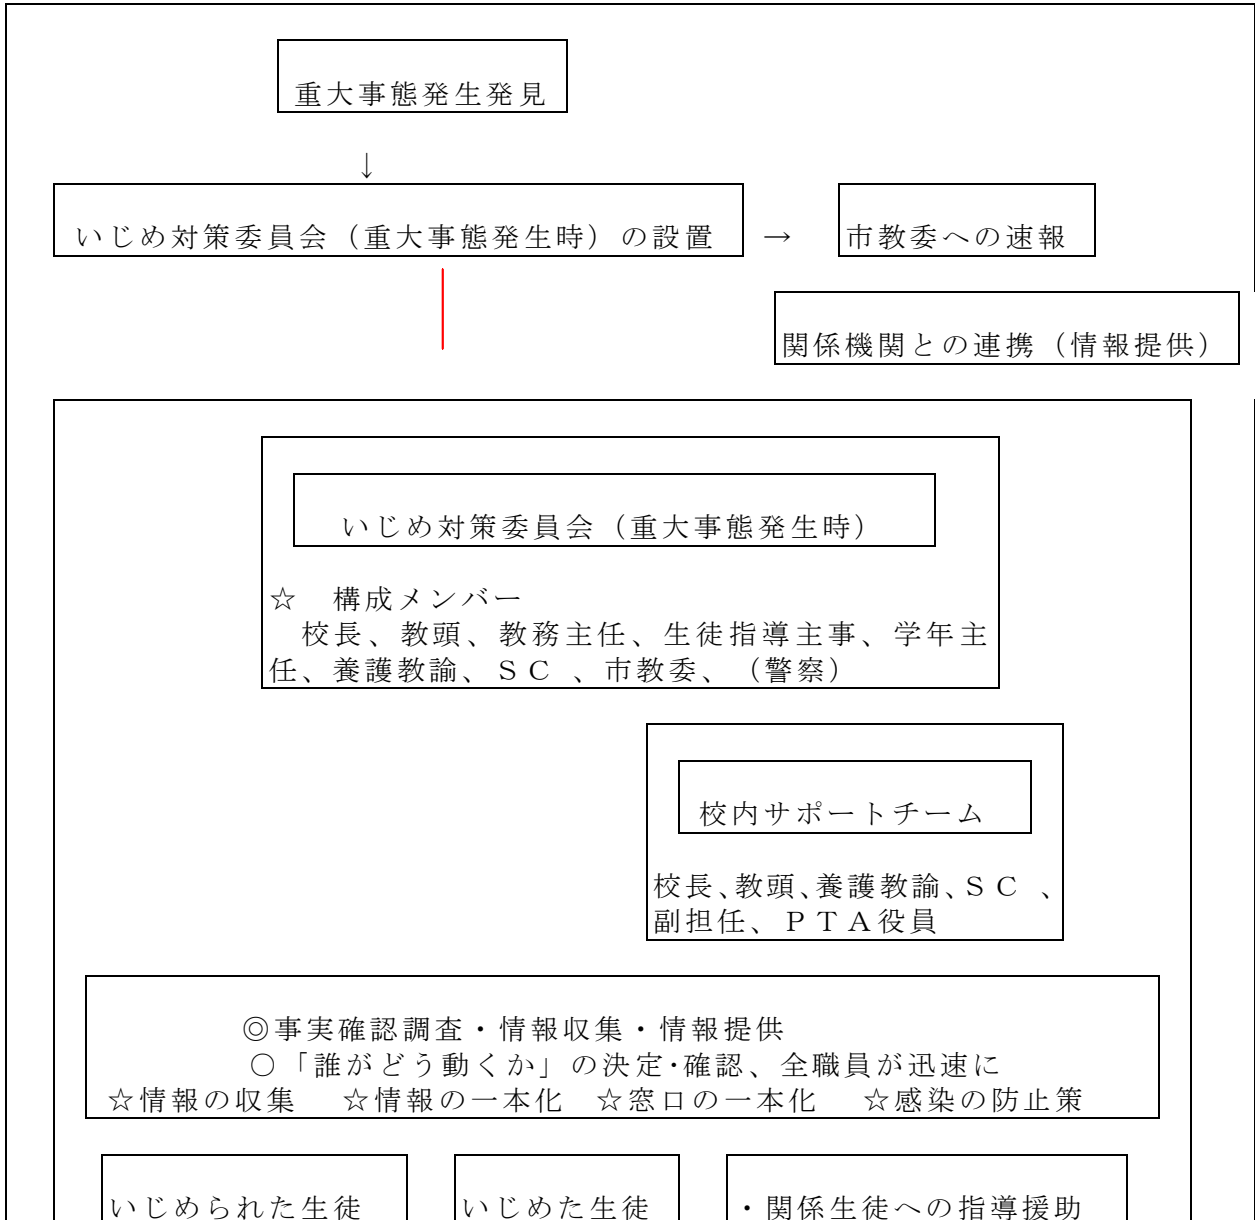 重大事態発生発見
↓
いじめ対策委員会（重大事態発生時）の設置 → 市教委への速報
関係機関との連携（情報提供）
いじめ対策委員会（重大事態発生時）
☆　構成メンバー
校長、教頭、教務主任、生徒指導主事、学年主
任、養護教諭、ＳＣ 、市教委、（警察）
校内サポートチーム
校長、教頭、養護教諭、ＳＣ 、
副担任、ＰＴＡ役員
◎事実確認調査・情報収集・情報提供
○「誰がどう動くか」の決定・確認、全職員が迅速に
☆情報の収集　☆情報の一本化　☆窓口の一本化　☆感染の防止策
いじめられた生徒　いじめた生徒　・関係生徒への指導援助